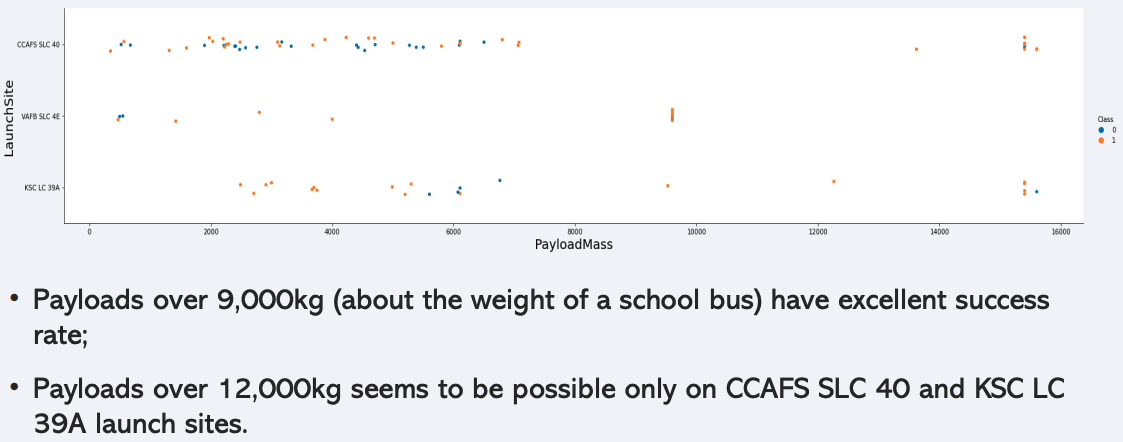 CCAFS SLC 40
VAFB SLC 4E
KSC LC 39A
LaunchSite
0
2000
4000
6000
8000
10000
12000
14000
16000
PayloadMass
Class
0
1
• Payloads over 9,000kg (about the weight of a school bus) have excellent success
rate;
• Payloads over 12,000kg seems to be possible only on CCAFS SLC 40 and KSC LC
39A launch sites.